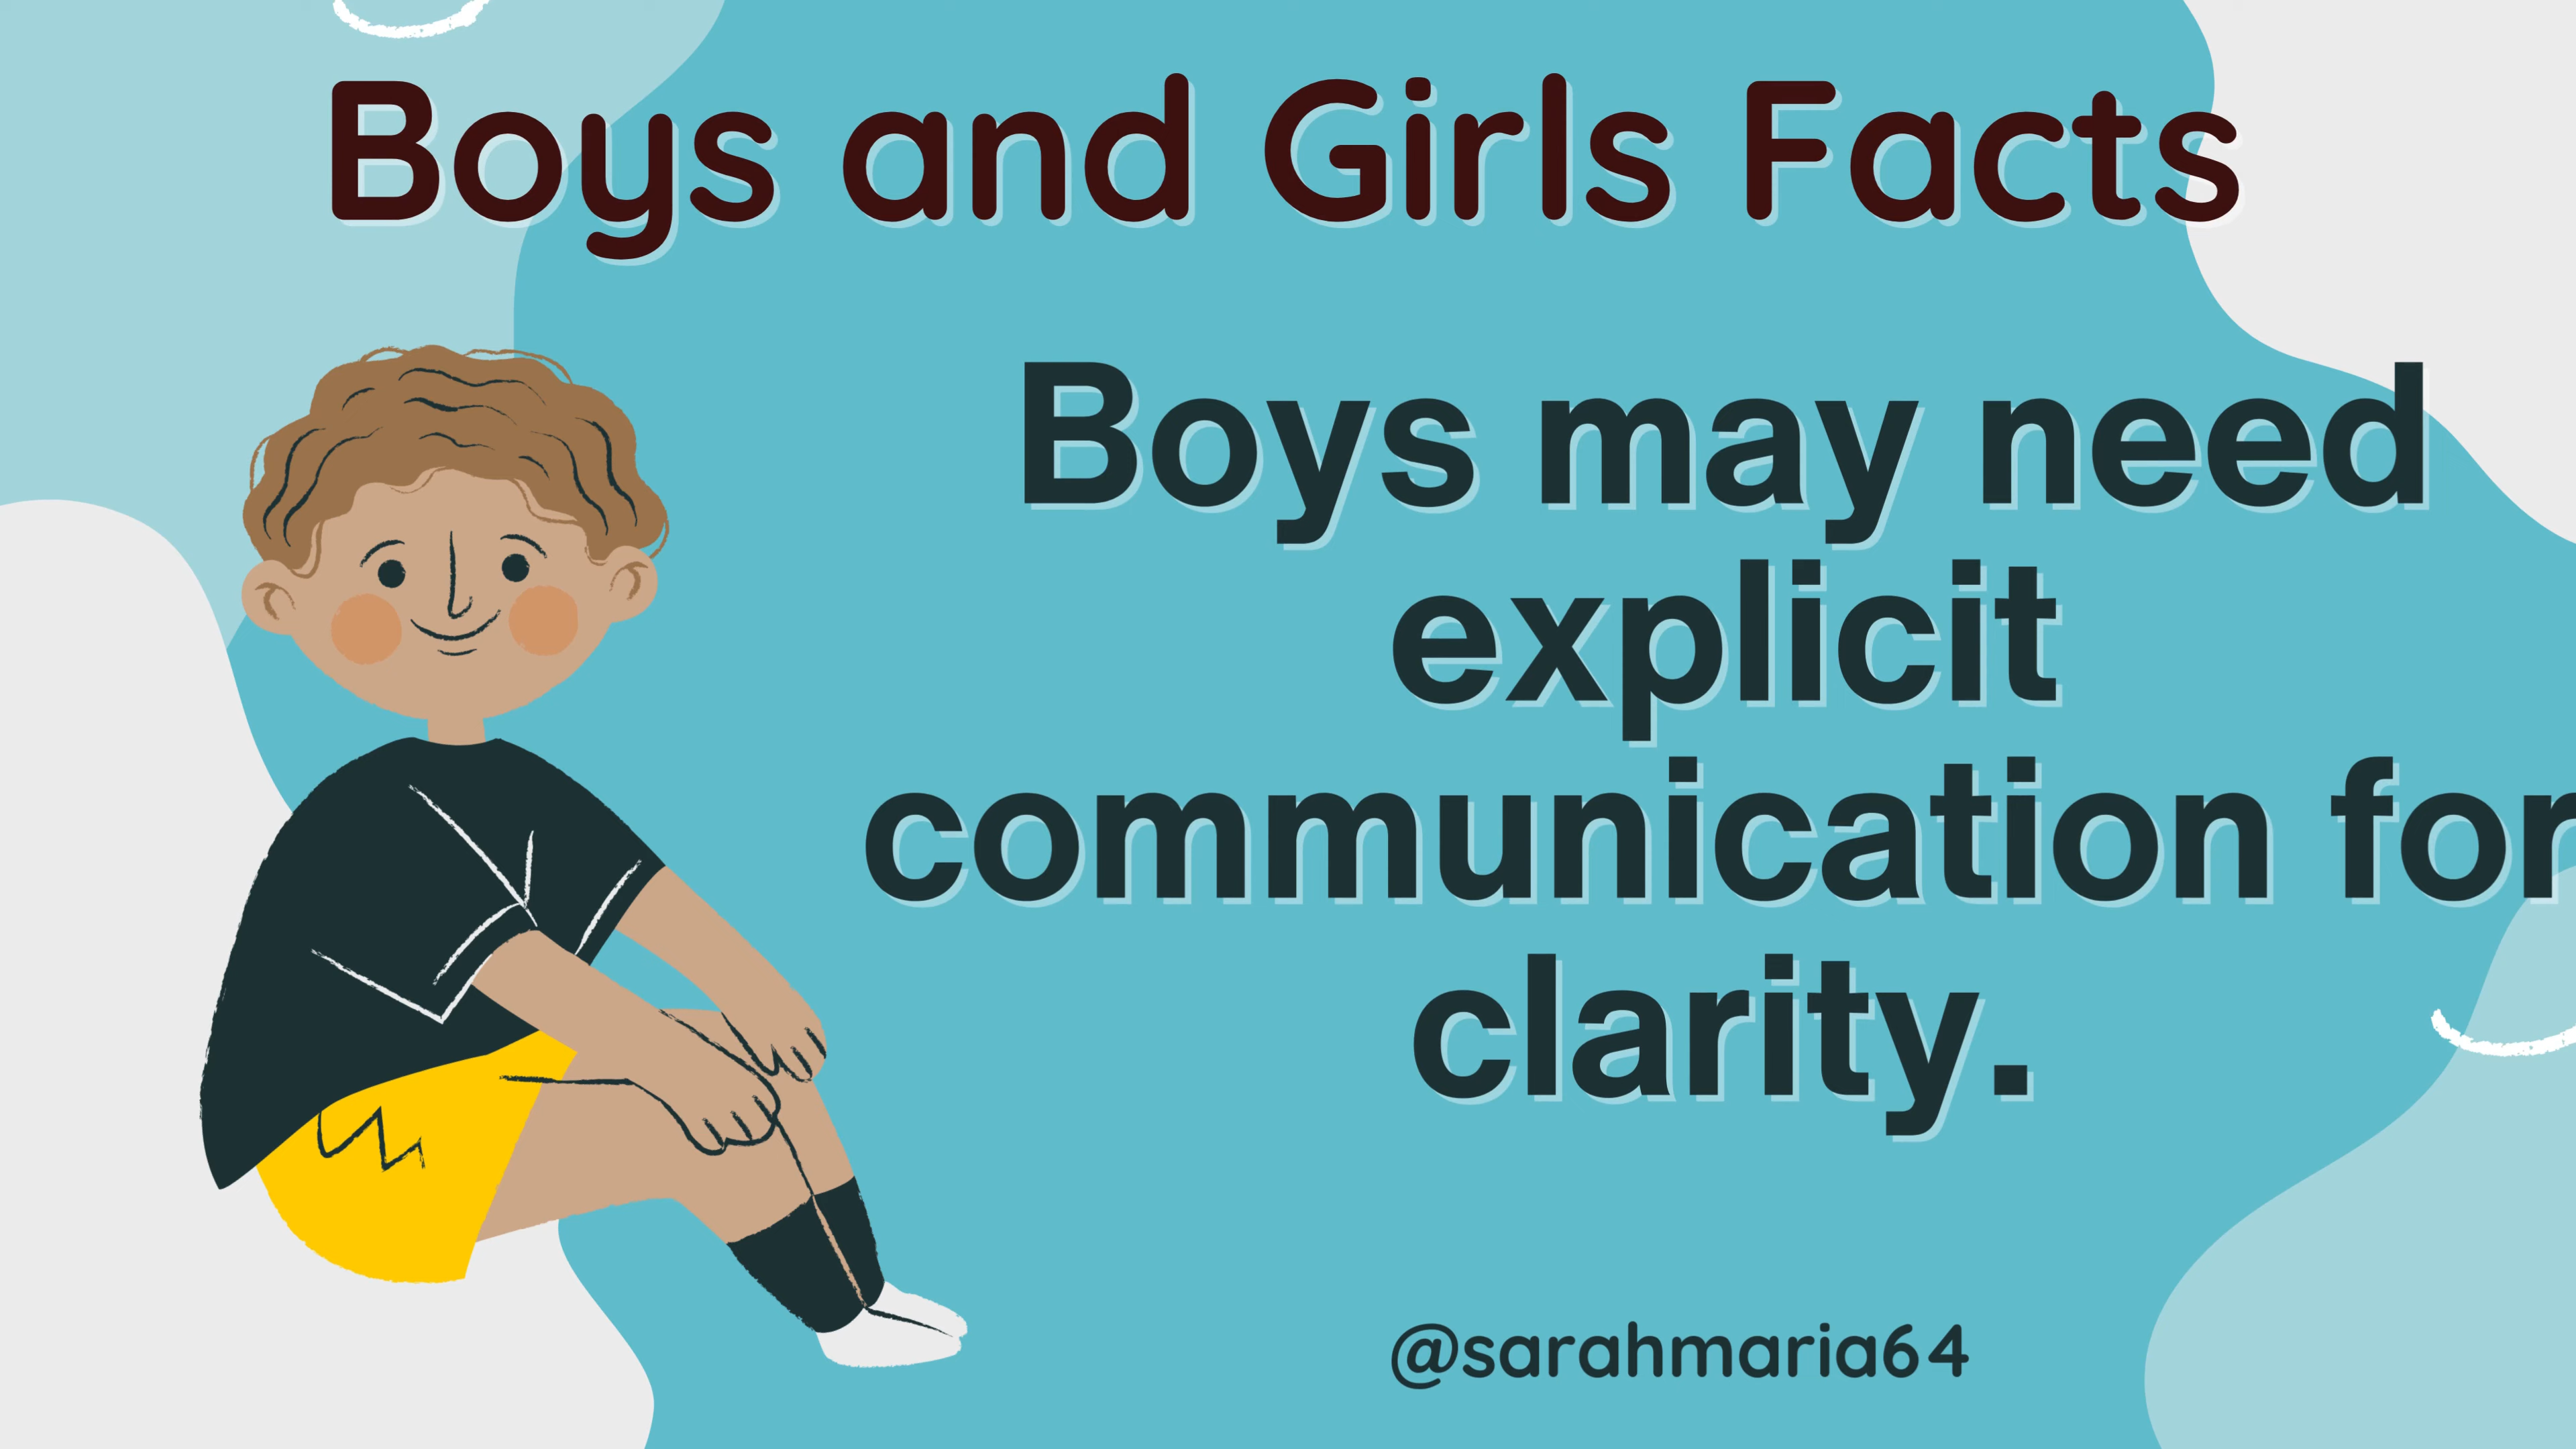 Boys and Girls Facts
Boys may need
explicit
communication for
clarity.
@sarahmaria64